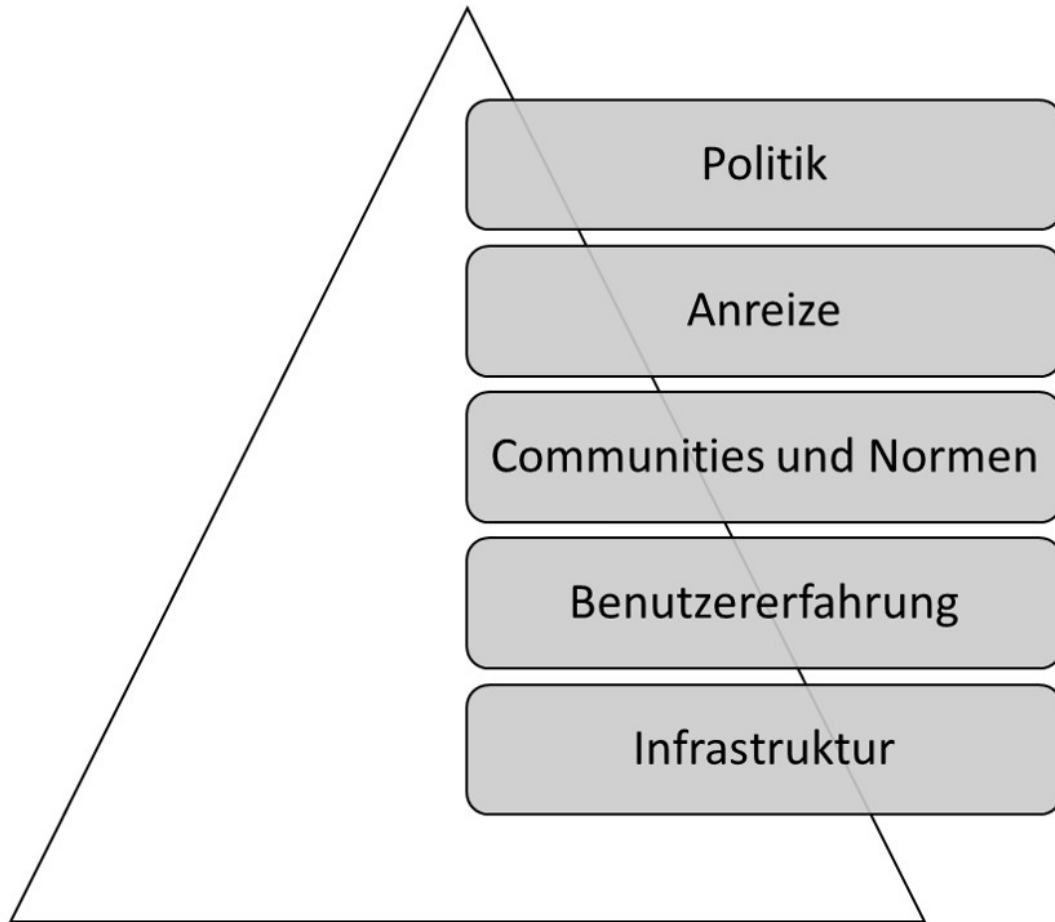 Politik
Anreize
Communities und Normen
Benutzererfahrung
Infrastruktur